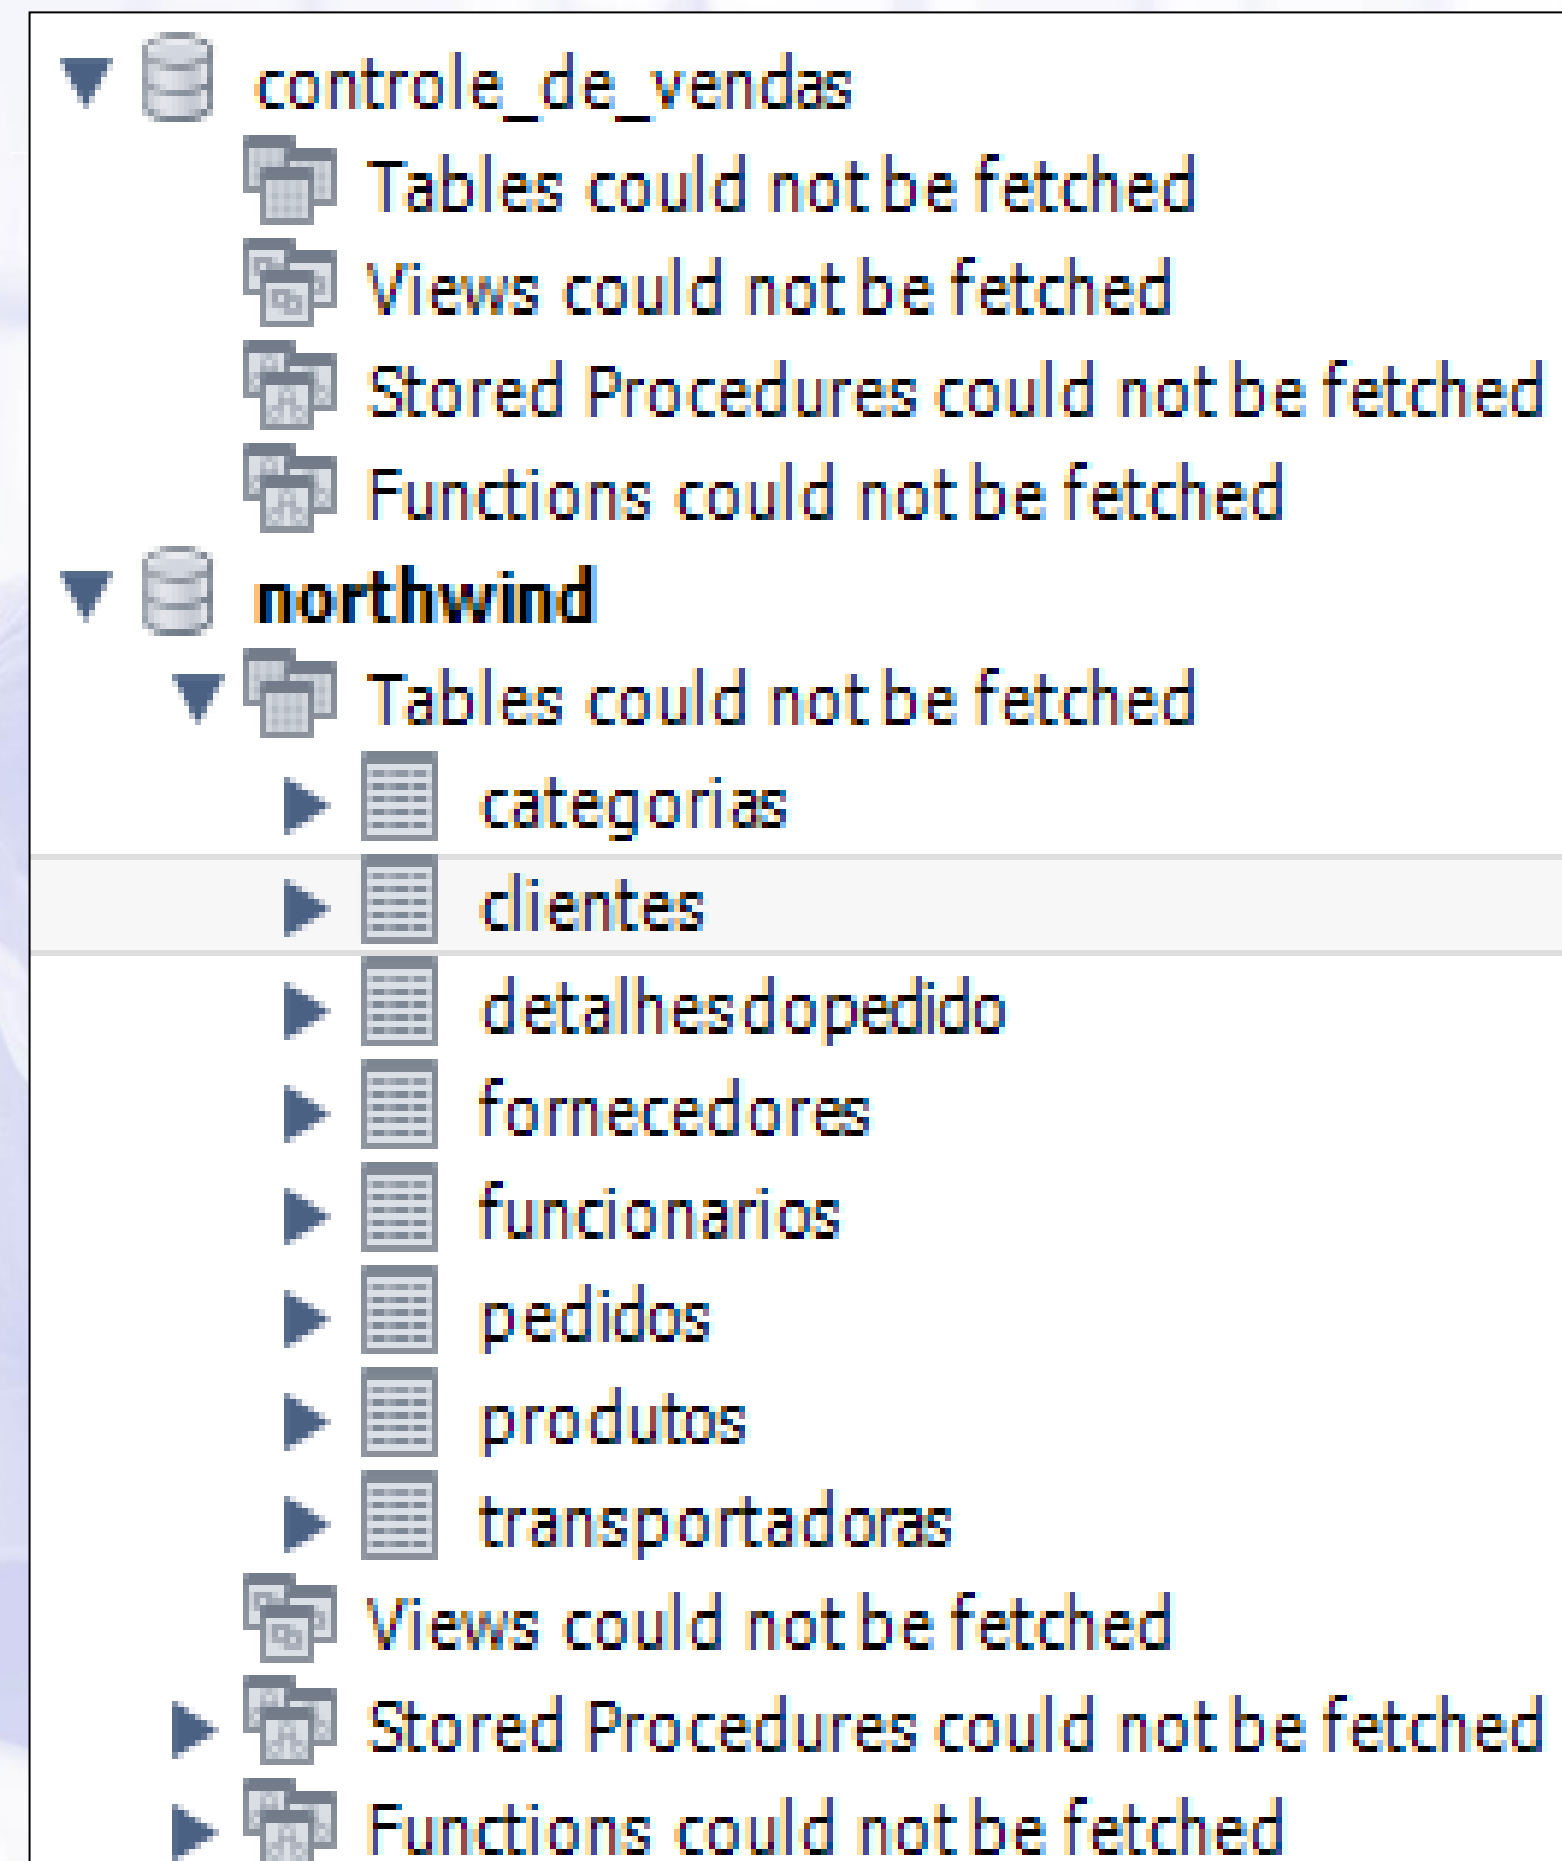 controle_de_vendas
Tables could not be fetched
Views could not be fetched
Stored Procedures could not be fetched
Functions could not be fetched
northwind
Tables could not be fetched
categorias
clientes
detalhesdopedido
fornecedores
funcionarios
pedidos
produtos
transportadoras
Views could not be fetched
Stored Procedures could not be fetched
Functions could not be fetched